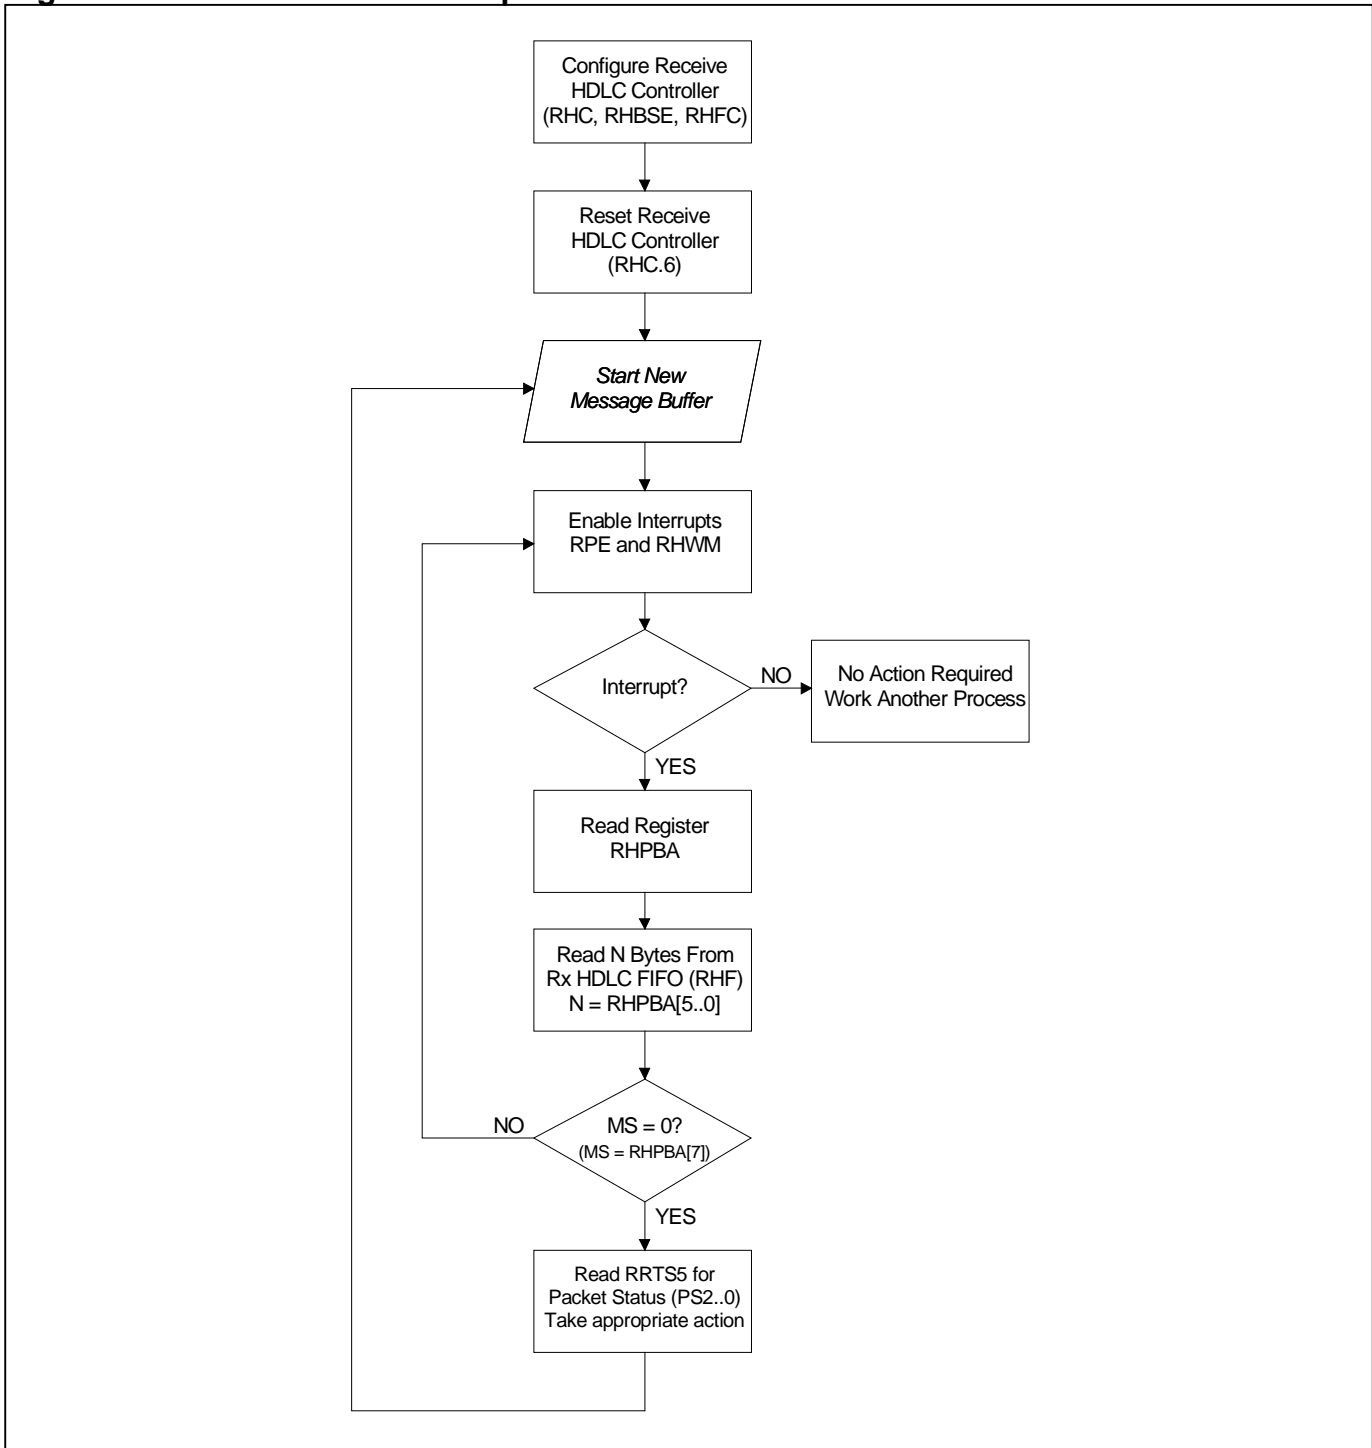 Configure Receive
HDLC Controller
(RHC, RHBSE, RHFC)
Reset Receive
HDLC Controller
(RHC.6)
Start New
Message Buffer
Enable Interrupts
RPE and RHWM
Interrupt?
NO
No Action Required
Work Another Process
YES
Read Register
RHPBA
Read N Bytes From
Rx HDLC FIFO (RHF)
N = RHPBA[5..0]
NO
MS = 0?
(MS = RHPBA[7])
YES
Read RRTS5 for
Packet Status (PS2..0)
Take appropriate action